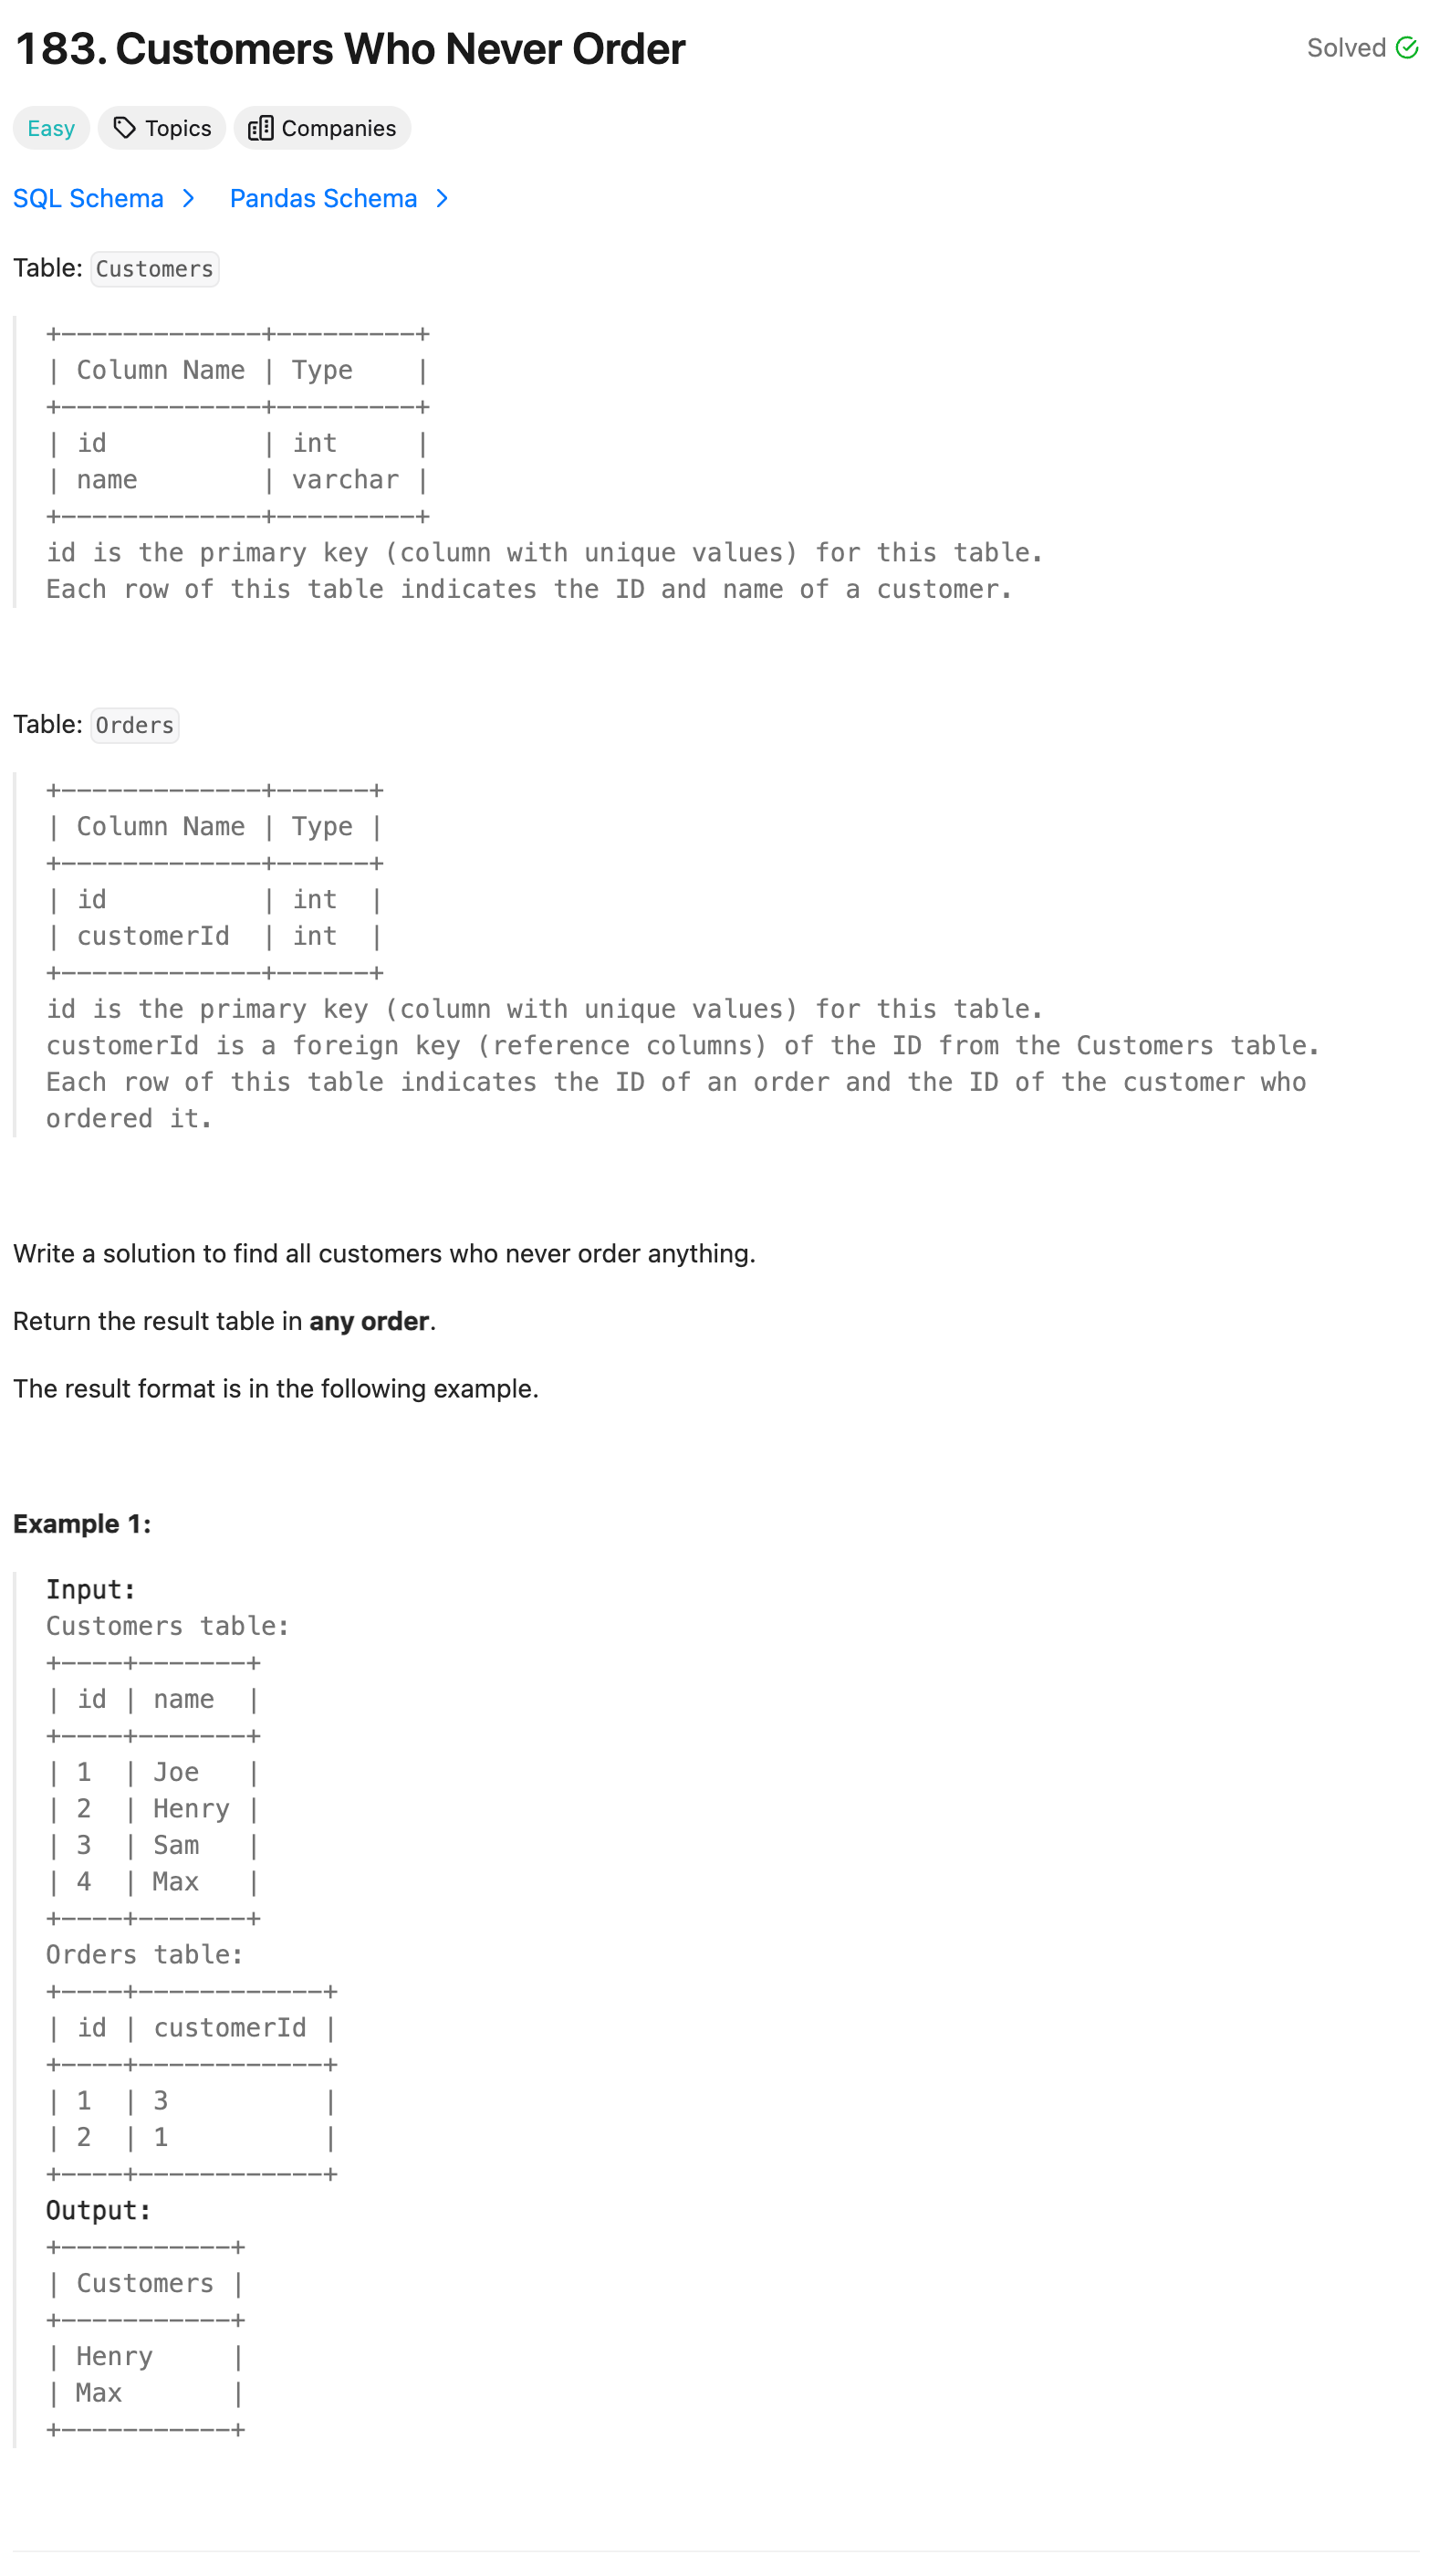 183. Customers Who Never Order
Solved
Easy
Topics
Companies
SQL Schema
Pandas Schema
Table: Customers
+-------------+---------+
| Column Name | Type    |
+-------------+---------+
| id          | int     |
| name        | varchar |
+-------------+---------+
id is the primary key (column with unique values) for this table.
Each row of this table indicates the ID and name of a customer.
Table: Orders
+-------------+------+
| Column Name | Type |
+-------------+------+
| id          | int  |
| customerId  | int  |
+-------------+------+
id is the primary key (column with unique values) for this table.
customerId is a foreign key (reference columns) of the ID from the Customers table.
Each row of this table indicates the ID of an order and the ID of the customer who
ordered it.
Write a solution to find all customers who never order anything.
Return the result table in any order.
The result format is in the following example.
Example 1:
Input:
Customers table:
+----+-------+
| id | name  |
+----+-------+
| 1  | Joe   |
| 2  | Henry |
| 3  | Sam   |
| 4  | Max   |
+----+-------+
Orders table:
+----+------------+
| id | customerId |
+----+------------+
| 1  | 3          |
| 2  | 1          |
+----+------------+
Output:
+-----------+
| Customers |
+-----------+
| Henry     |
| Max       |
+-----------+